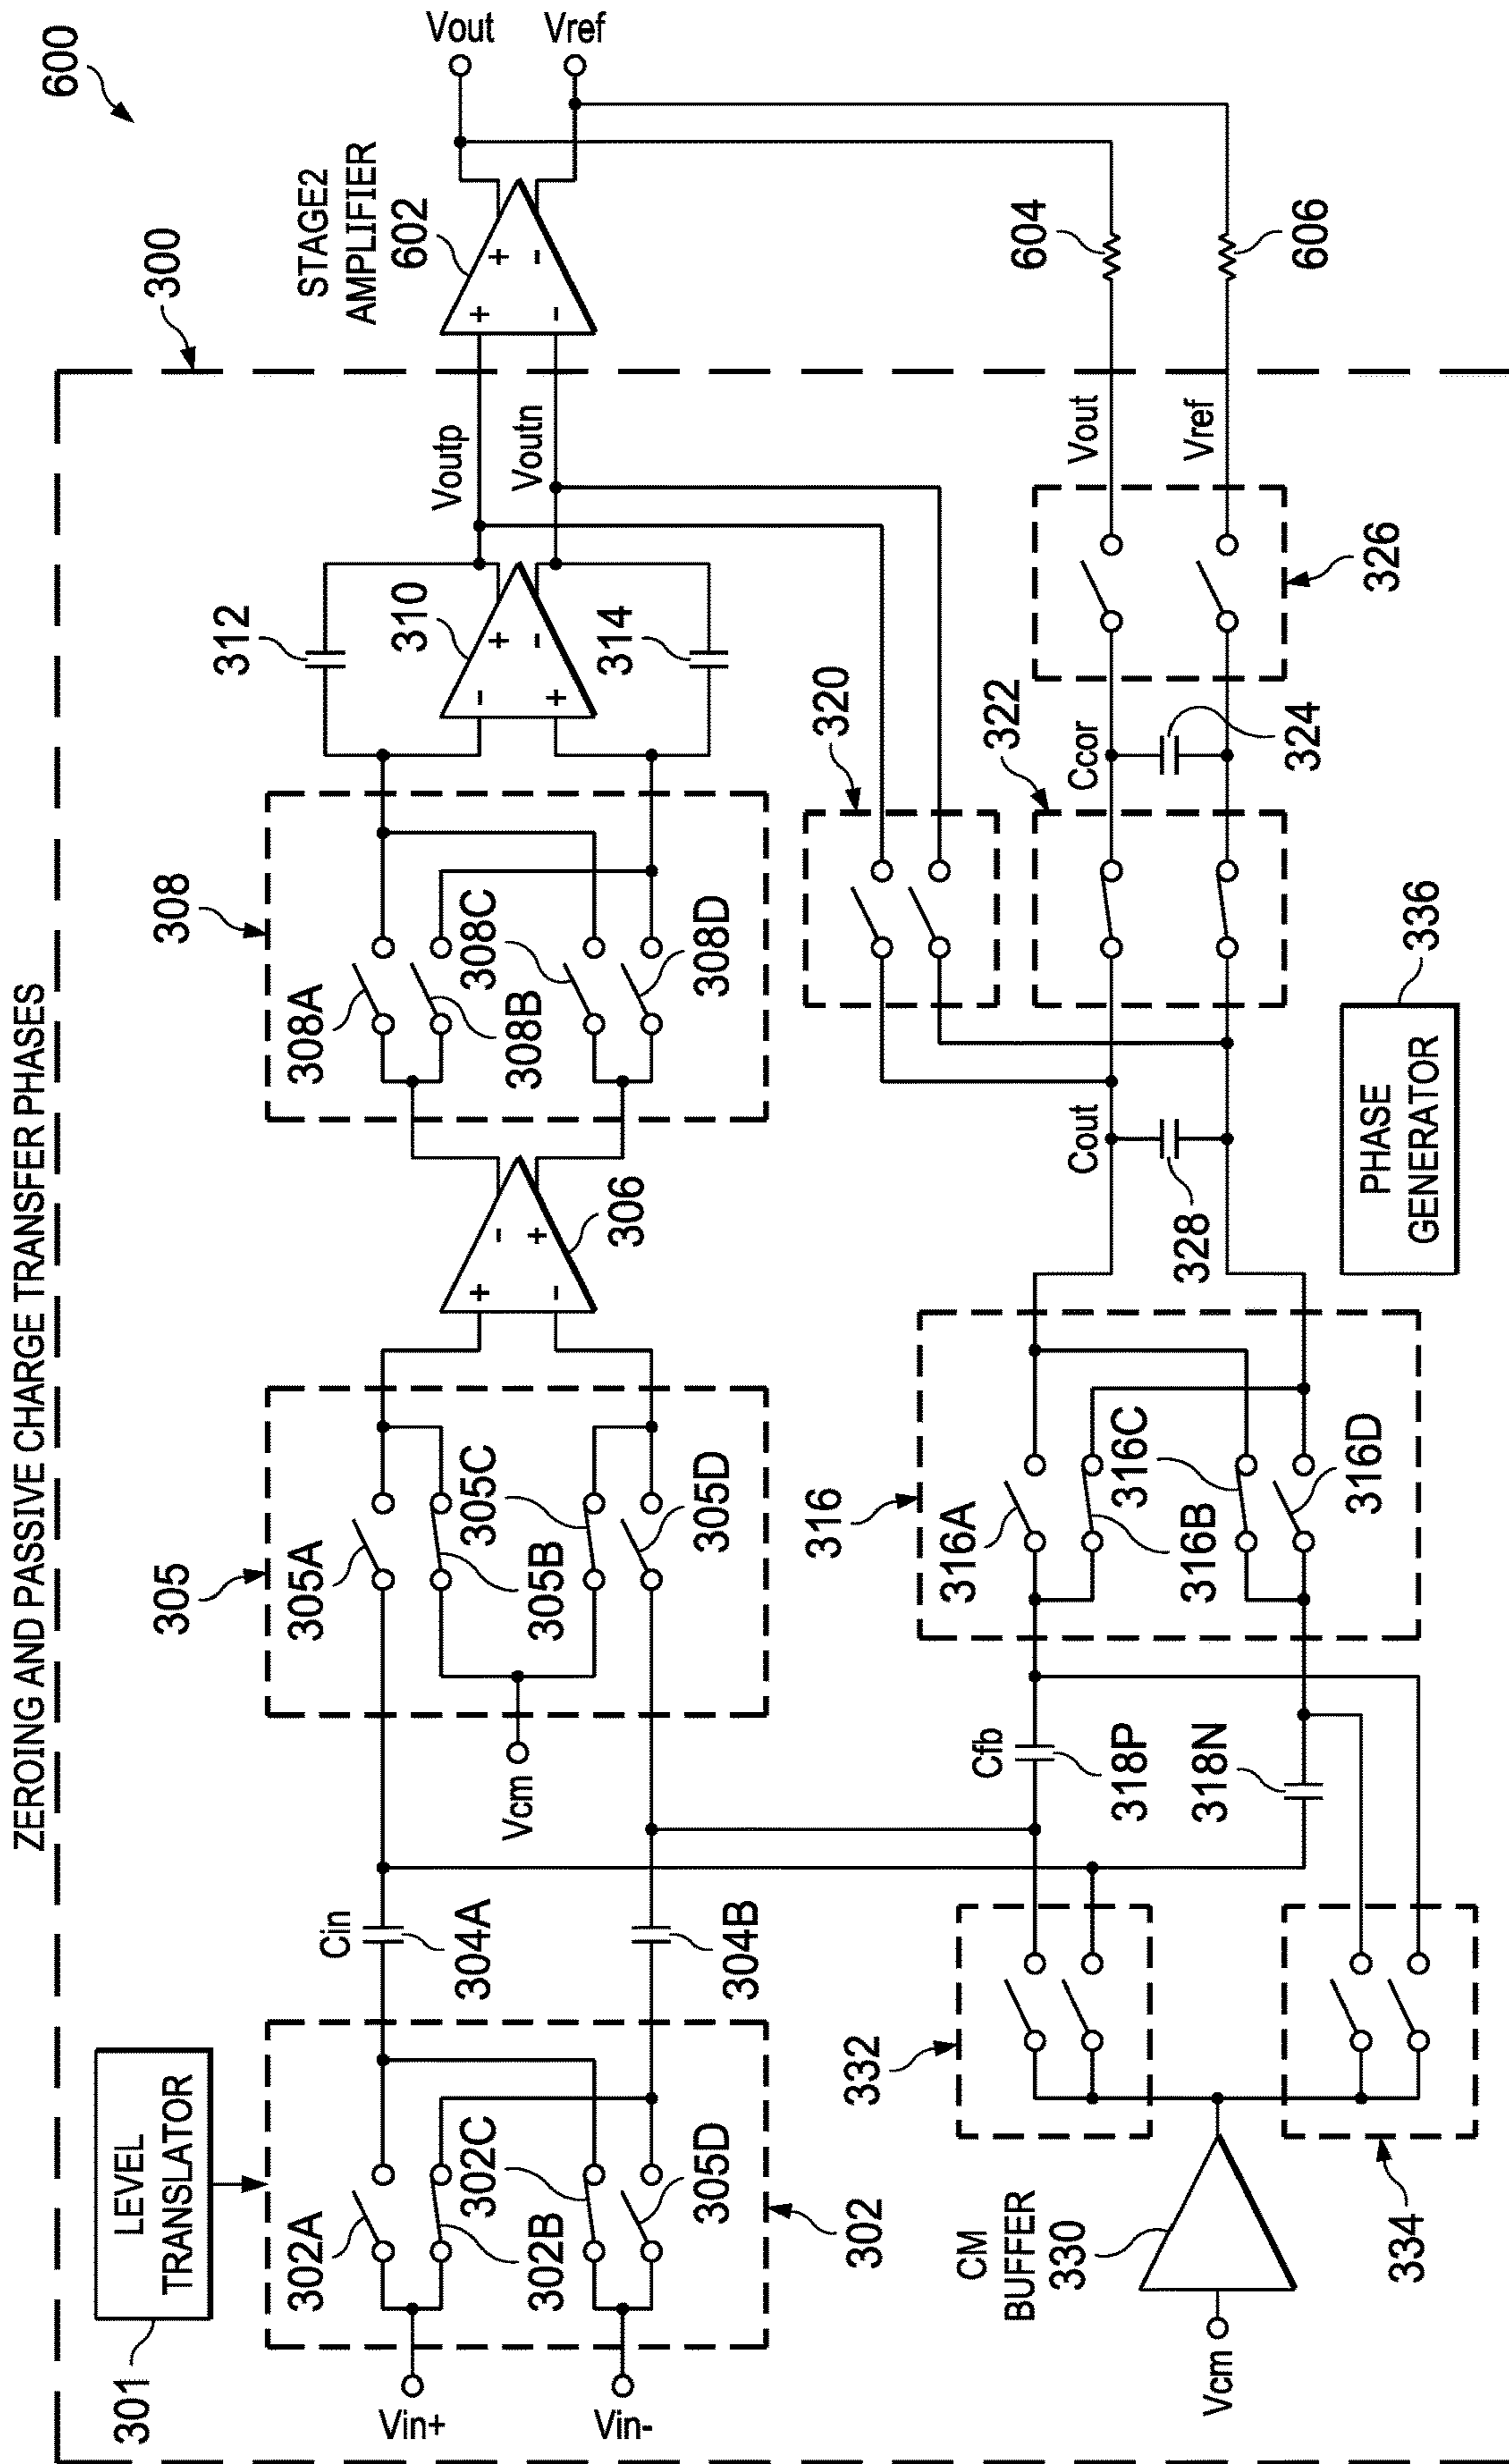 ZEROING AND PASSIVE CHARGE TRANSFER PHASES
600
300
301
LEVEL
TRANSLATOR
Vin+
Vin-
302A
302C
302B
305D
302
Cin
304A
304B
305
305A
305C
305B
305D
Vcm
306
308
308A
308C
308B
308D
312
310
314
Voutp
Voutn
STAGE2
AMPLIFIER
602
Vout
Vref
Vcm
CM
BUFFER
330
332
334
Cfb
318P
318N
316
316A
316C
316B
316D
Cout
328
320
322
Ccor
324
326
Vout
Vref
604
606
PHASE
GENERATOR
336
+
-
-
+
-
+
+
-
+
-
+
-